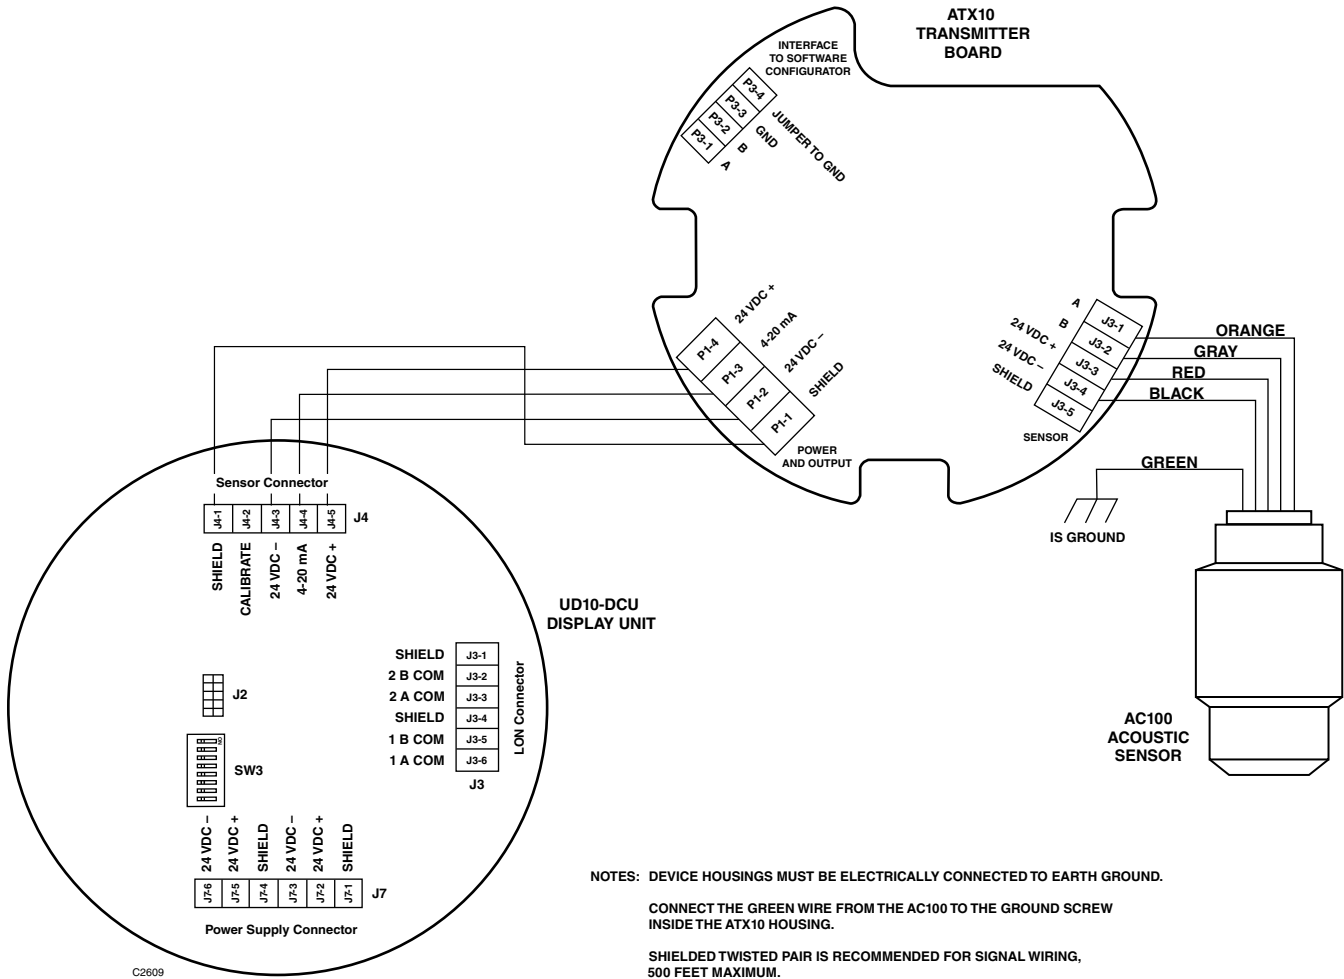 ATX10
TRANSMITTER
BOARD
INTERFACE
TO SOFTWARE
CONFIGURATOR
P3-4
P3-3
P3-2
P3-1
JUMPER TO GND
GND
B
A
24 VDC +
4-20 mA
24 VDC –
SHIELD
P1-4
P1-3
P1-2
P1-1
POWER
AND OUTPUT
A
B
24 VDC +
24 VDC –
SHIELD
J3-1
J3-2
J3-3
J3-4
J3-5
SENSOR
ORANGE
GRAY
RED
BLACK
GREEN
IS GROUND
AC100
ACOUSTIC
SENSOR
Sensor Connector
J4-1
J4-2
J4-3
J4-4
J4-5
J4
SHIELD
CALIBRATE
24 VDC –
4-20 mA
24 VDC +
UD10-DCU
DISPLAY UNIT
SHIELD J3-1
2 B COM J3-2
2 A COM J3-3
SHIELD J3-4
1 B COM J3-5
1 A COM J3-6
LON Connector
J3
J2
ON
SW3
24 VDC –
24 VDC +
SHIELD
24 VDC –
24 VDC +
SHIELD
J7-6
J7-5
J7-4
J7-3
J7-2
J7-1
J7
Power Supply Connector
C2609
NOTES: DEVICE HOUSINGS MUST BE ELECTRICALLY CONNECTED TO EARTH GROUND.
CONNECT THE GREEN WIRE FROM THE AC100 TO THE GROUND SCREW
INSIDE THE ATX10 HOUSING.
SHIELDED TWISTED PAIR IS RECOMMENDED FOR SIGNAL WIRING,
500 FEET MAXIMUM.